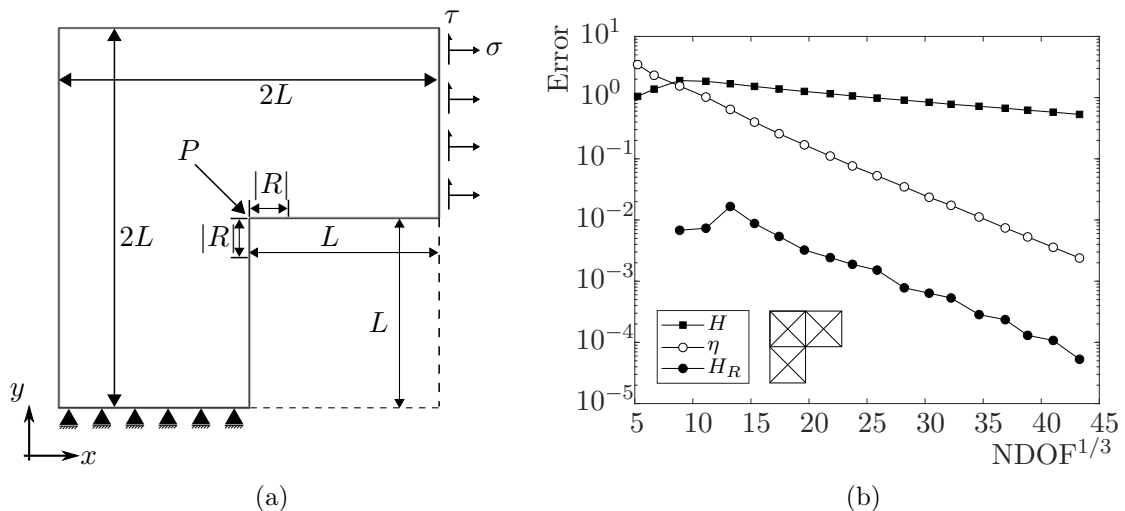 τ
σ
2L
P
|R|
|R|
2L
L
L
y
x
(a)
Error
10^1
10^0
10^{-1}
10^{-2}
10^{-3}
10^{-4}
10^{-5}
H
η
H_R
5 10 15 20 25 30 35 40 45
NDOF^{1/3}
(b)